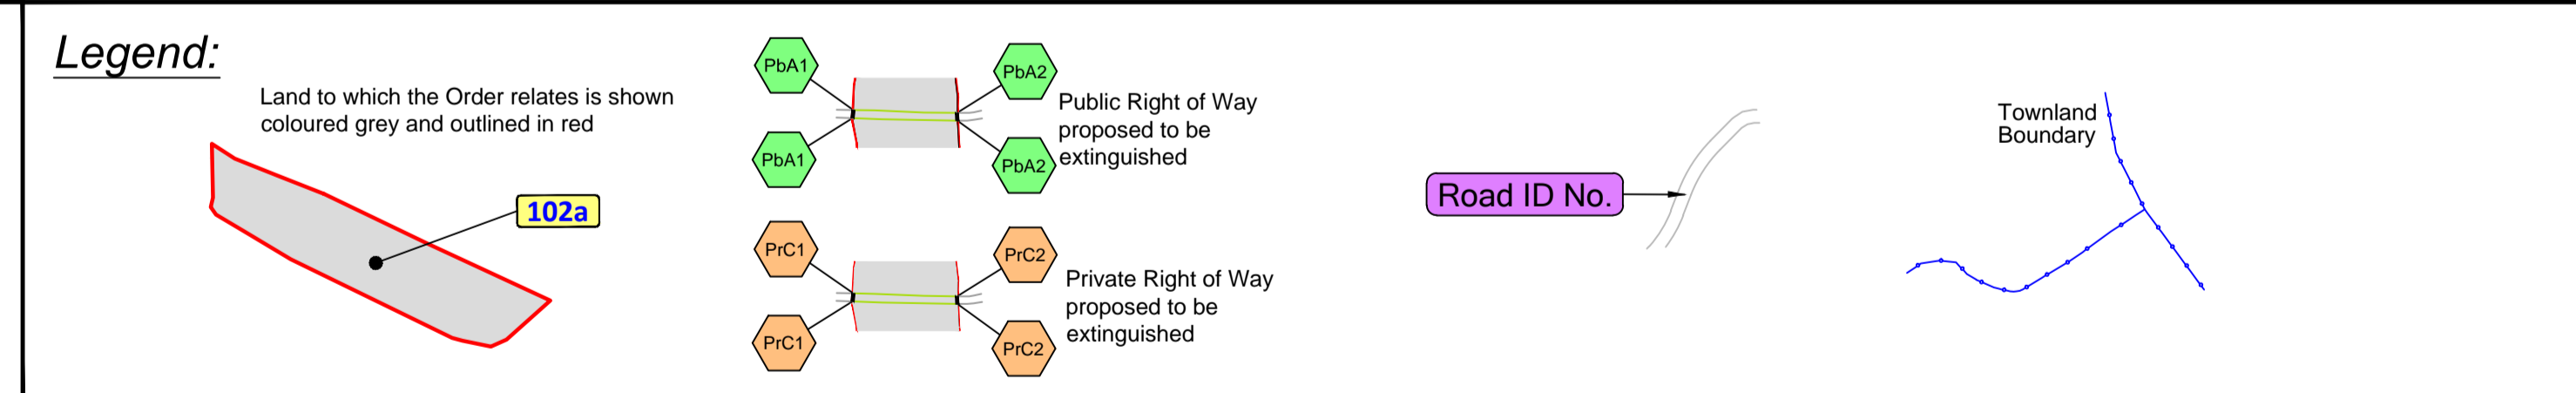 Legend:
Land to which the Order relates is shown
coloured grey and outlined in red
102a
PbA1
PbA2
PbA1
PbA2
Public Right of Way
proposed to be
extinguished
PrC1
PrC2
PrC1
PrC2
Private Right of Way
proposed to be
extinguished
Road ID No.
Townland
Boundary